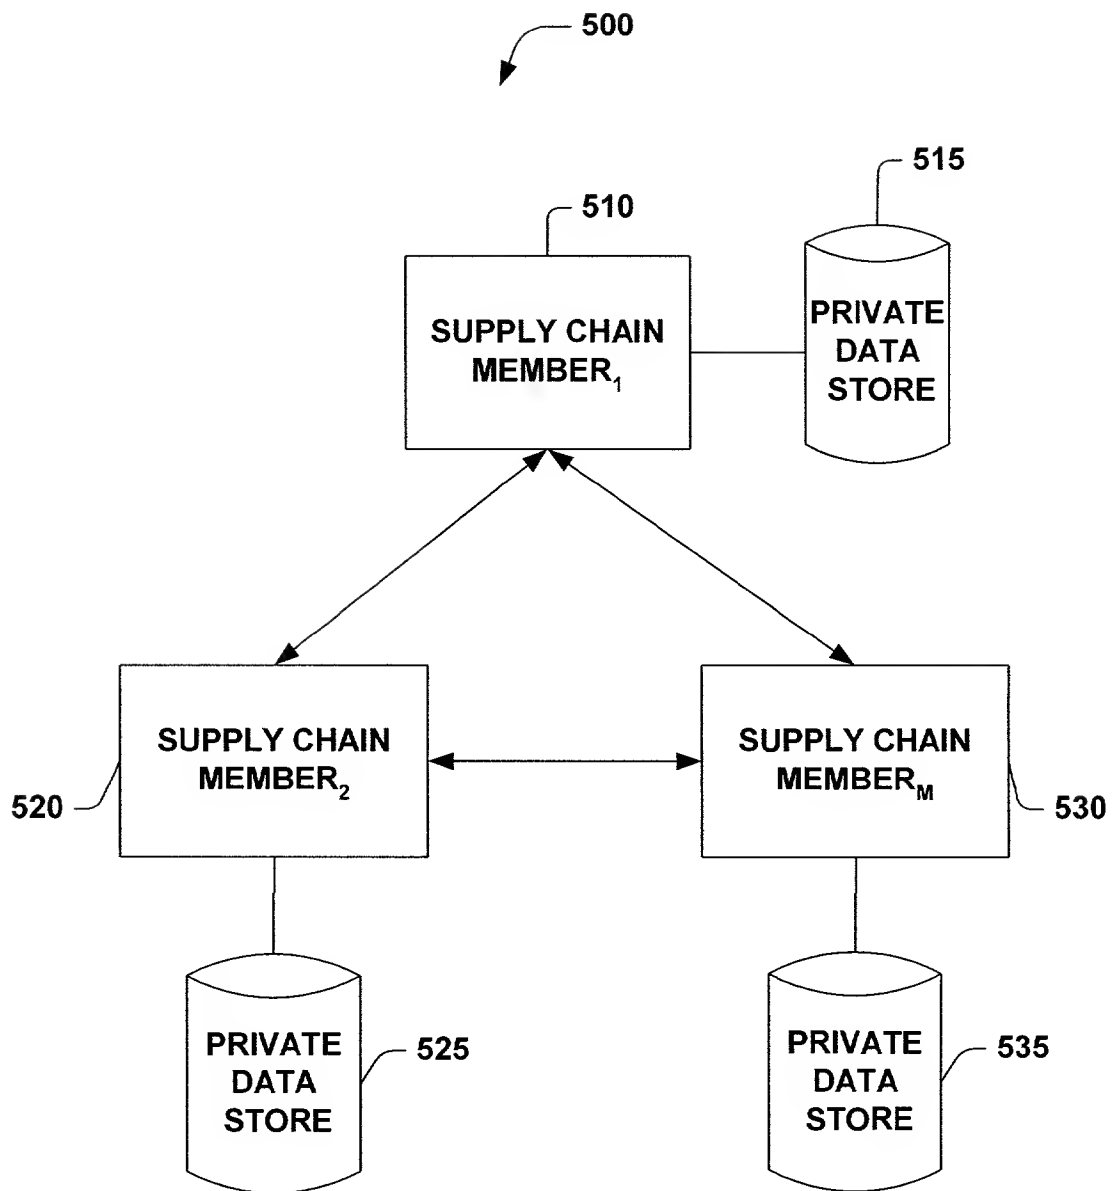 500
515
510
SUPPLY CHAIN
MEMBER₁
PRIVATE
DATA
STORE
SUPPLY CHAIN
MEMBER₂
SUPPLY CHAIN
MEMBERM
520
530
PRIVATE
DATA
STORE
525
PRIVATE
DATA
STORE
535